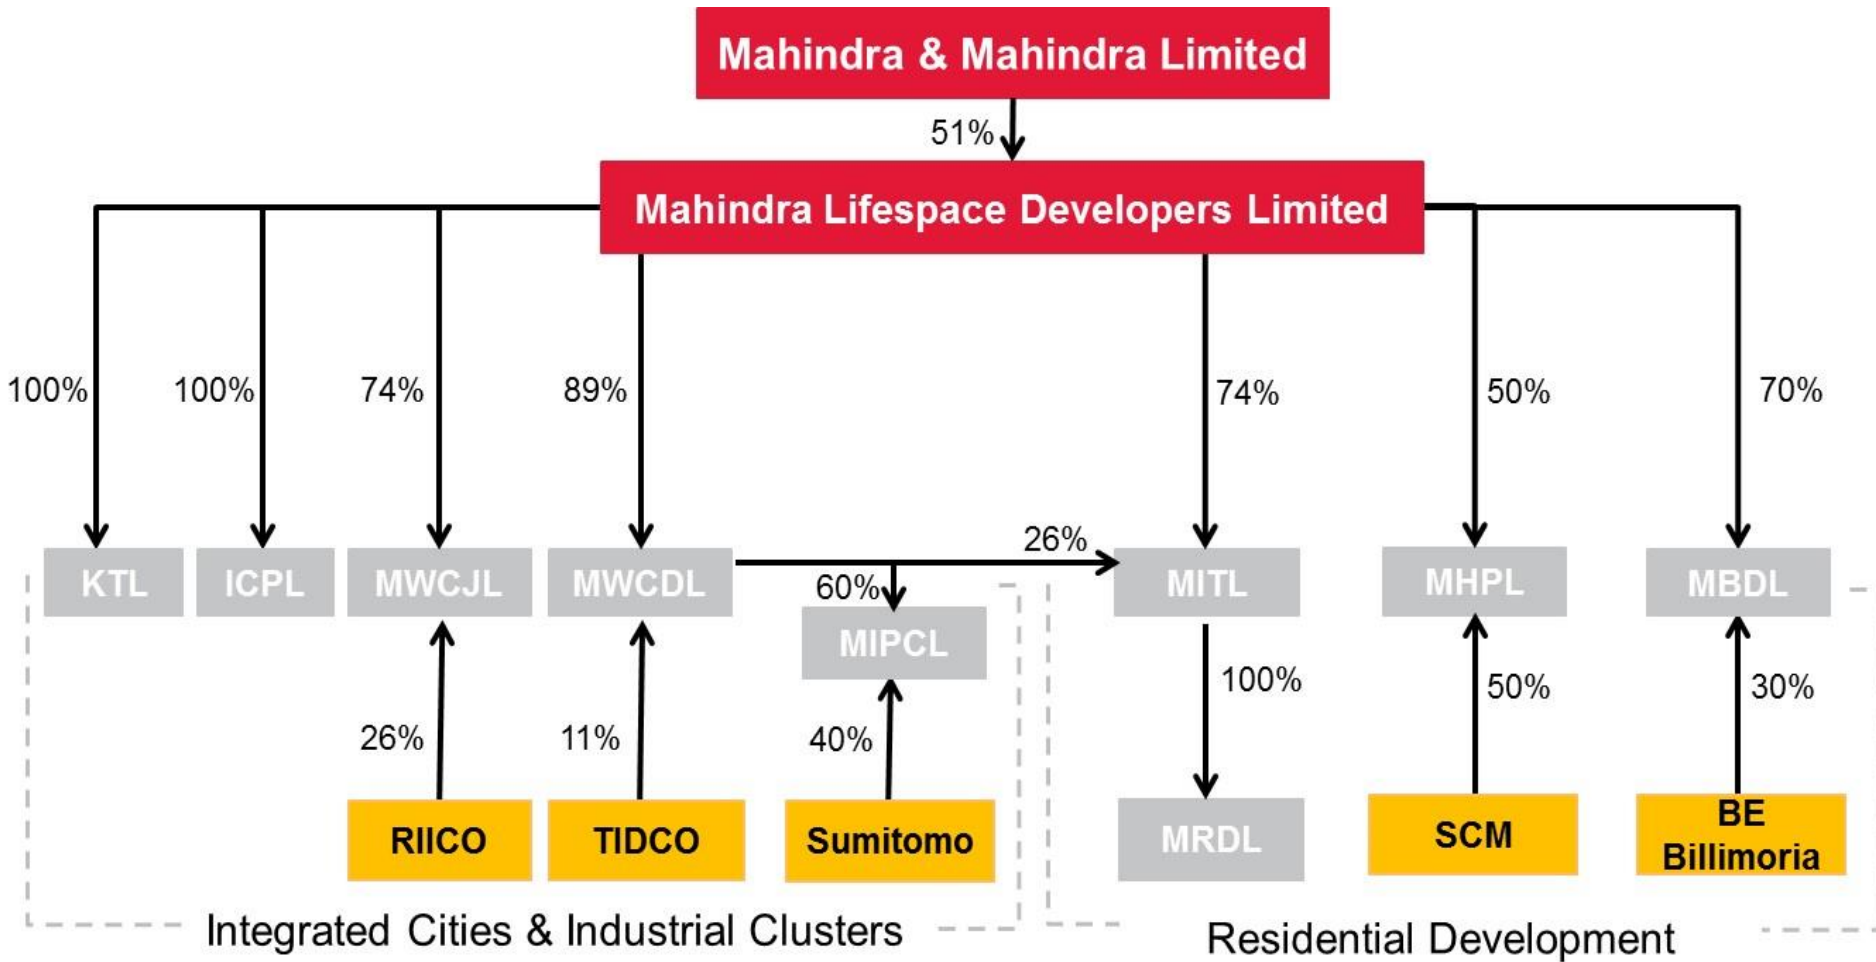 Mahindra & Mahindra Limited
51%
Mahindra Lifespace Developers Limited
100%
100%
74%
89%
74%
50%
70%
26%
KTL
ICPL
MWCJL
MWCDL
60%
MITL
MHPL
MBDL
MIPCL
100%
50%
30%
26%
11%
40%
RIICO
TIDCO
Sumitomo
MRDL
SCM
BE
Billimoria
Integrated Cities & Industrial Clusters
Residential Development